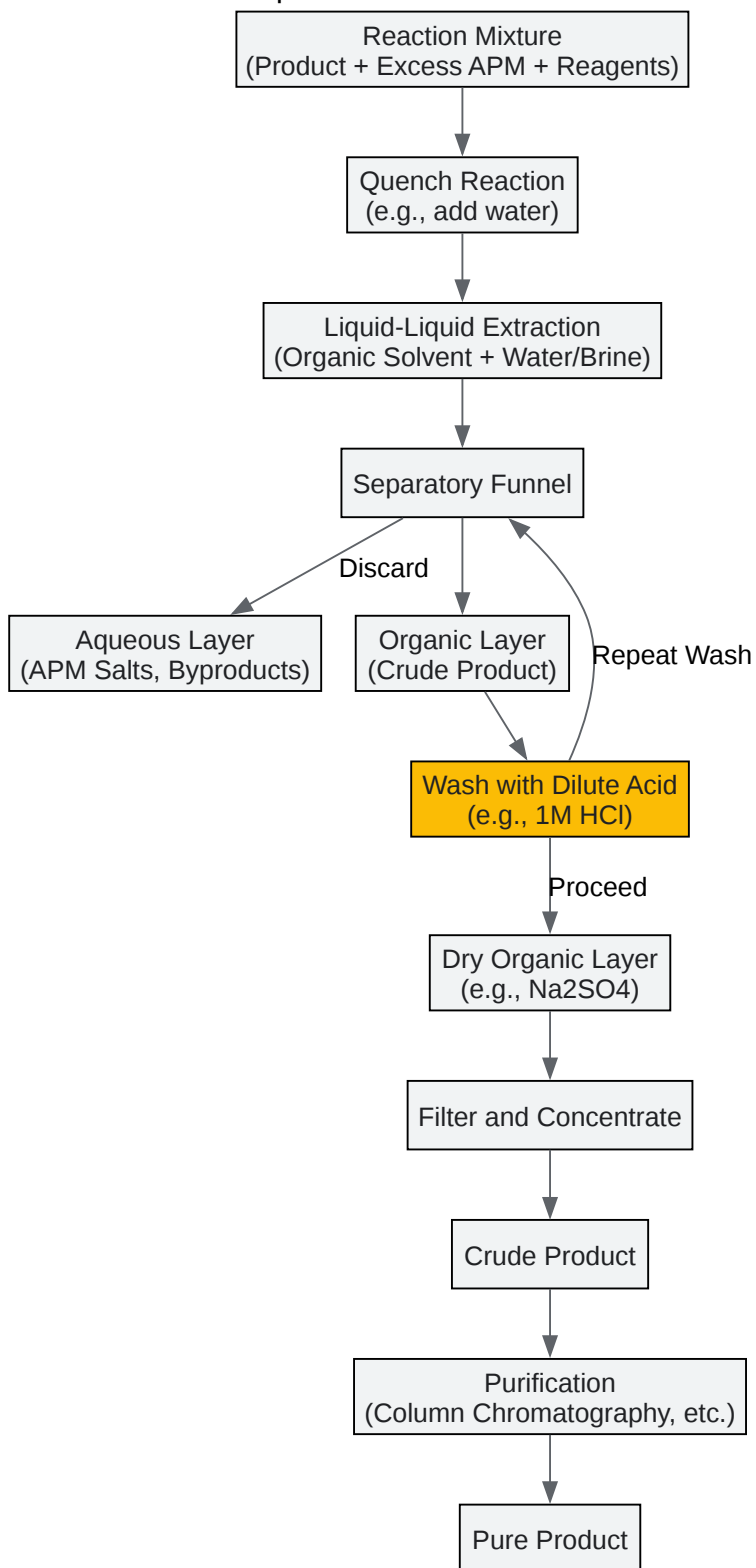 Reaction Mixture
(Product + Excess APM + Reagents)
Quench Reaction
(e.g., add water)
Liquid-Liquid Extraction
(Organic Solvent + Water/Brine)
Separatory Funnel
Discard
Aqueous Layer
(APM Salts, Byproducts)
Organic Layer
(Crude Product)
Repeat Wash
Wash with Dilute Acid
(e.g., 1M HCl)
Proceed
Dry Organic Layer
(e.g., Na2SO4)
Filter and Concentrate
Crude Product
Purification
(Column Chromatography, etc.)
Pure Product